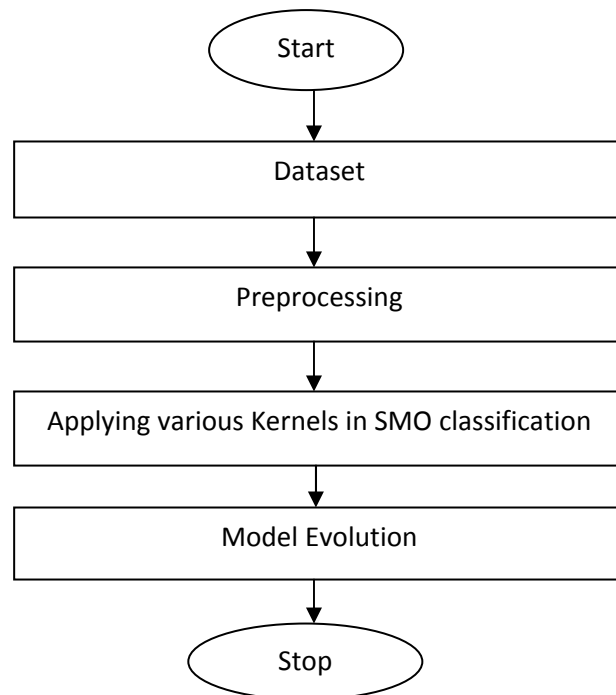 Start
Dataset
Preprocessing
Applying various Kernels in SMO classification
Model Evolution
Stop